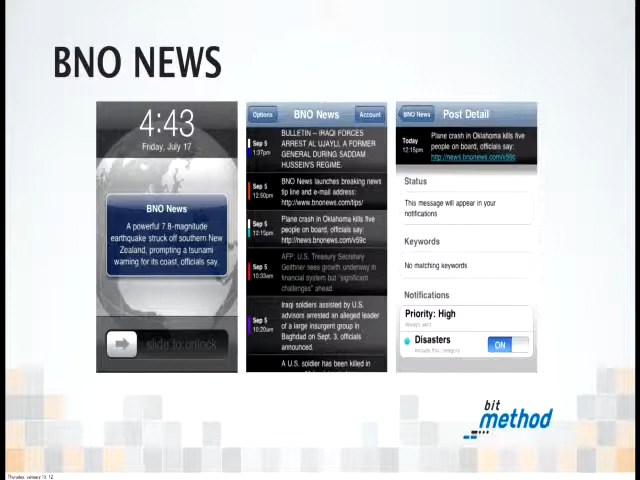 BNO NEWS
4:43
Friday, July 17
BNO News
A powerful 7.8-magnitude
earthquake struck off southern New
Zealand, prompting a tsunami
warning for its coast, officials say.
slide to unlock
Options
BNO News
Account
Sep 5
1:37pm
BULLETIN -- IRAQI FORCES
ARREST AL UJAYLI, A FORMER
GENERAL DURING SADDAM
HUSSEIN'S REGIME.
Sep 5
12:50pm
BNO News launches breaking news
tip line and e-mail address:
http://www.bnonews.com/tips/
Sep 5
12:15pm
Plane crash in Oklahoma kills five
people on board, officials say:
http://news.bnonews.com/v59c
Sep 5
10:33am
AFP: U.S. Treasury Secretary
Geithner sees growth underway in
financial system but "significant
challenges" ahead.
Sep 5
10:20am
Iraqi soldiers assisted by U.S.
advisors arrested an alleged leader
of a large insurgent group in
Baghdad on Sept. 3, officials
announced.
A U.S. soldier has been killed in
BNO News
Post Detail
Today
12:15pm
Plane crash in Oklahoma kills five
people on board, officials say:
http://news.bnonews.com/v59c
Status
This message will appear in your
notifications
Keywords
No matching keywords
Notifications
Priority: High
Always alert
Disasters
Include this category
ON
bit
method